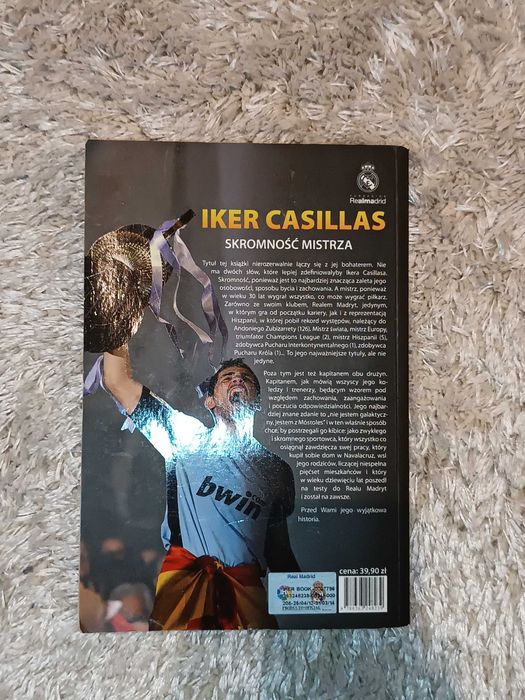 Realmadrid
IKER CASILLAS
SKROMNOŚĆ MISTRZA
Tytuł tej książki nierozerwalnie łączy się z jej bohaterem. Nie
ma dwóch słów, które lepiej zdefiniowałyby Ikera Casillasa.
Skromność, ponieważ jest to najbardziej znacząca zaleta jego
osobowości, sposobu bycia i zachowania. A mistrz, ponieważ
w wieku 30 lat wygrał wszystko, co może wygrać piłkarz.
Zarówno ze swoim klubem, Realem Madryt, jedynym,
w którym gra od początku kariery, jak i z reprezentacją
Hiszpanii, w której pobił rekord występów, należący do
Andoniego Zubizarrety (126). Mistrz świata, mistrz Europy,
triumfator Champions League (2), mistrz Hiszpanii (5),
zdobywca Pucharu Interkontynentalnego (1), zdobywca
Pucharu Króla (1)... To jego najważniejsze tytuły, ale nie
jedyne.
Poza tym jest też kapitanem obu drużyn.
Kapitanem, jak mówią wszyscy jego ko-
ledzy i trenerzy, będącym wzorem pod
względem zachowania, zaangażowania
i poczucia odpowiedzialności. Jego najbar-
dziej znane zdanie to „nie jestem galaktycz-
ny. Jestem z Móstoles” i w ten właśnie sposób
chce, by postrzegali go kibice: jako zwykłego
i skromnego sportowca, który wszystko co
osiągnął zawdzięcza swej pracy, który
kupił sobie dom w Navalacruz, wsi
jego rodziców, liczącej niespełna
pięćset mieszkańców i który
w wieku dziewięciu lat poszedł
na testy do Realu Madryt
i został na zawsze.
Przed Wami jego wyjątkowa
historia.
bwin
.com
cena: 39,90 zł
Real Madrid